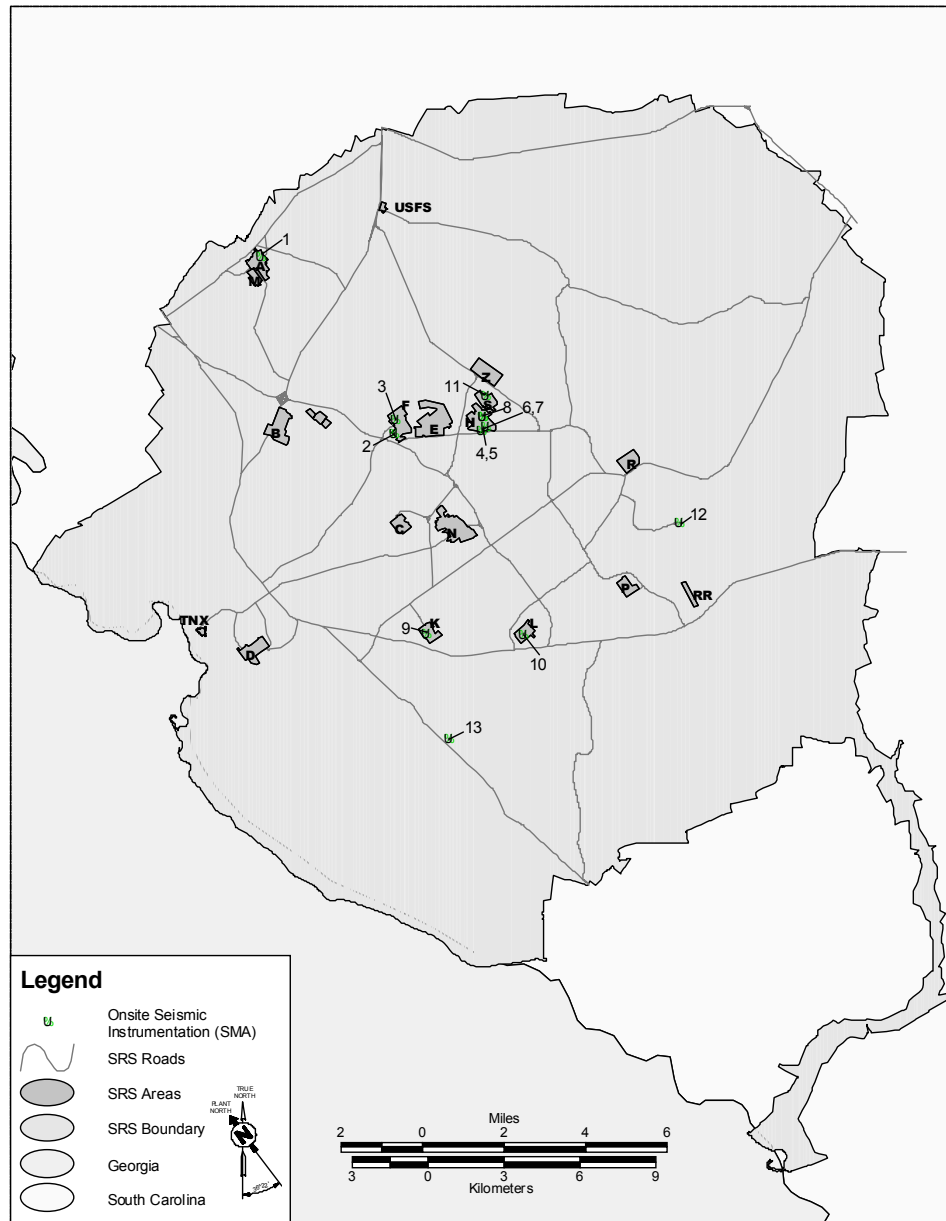 USFS
1
A
M
Z
11
3
F
S
8
6,7
H
E
B
2
4,5
R
12
C
N
P
RR
TNX
9
K
L
D
10
13
Legend
Onsite Seismic
Instrumentation (SMA)
SRS Roads
SRS Areas
SRS Boundary
Georgia
South Carolina
TRUE
NORTH
PLANT
NORTH
N
Miles
2 0 2 4 6
3 0 3 6 9
Kilometers